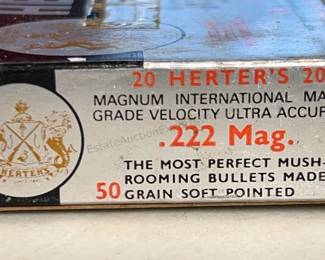 20 HERTER'S 20
MAGNUM INTERNATIONAL MA
GRADE VELOCITY ULTRA ACCUR
.222 Mag.
THE MOST PERFECT MUSH-
ROOMING BULLETS MADE
50 GRAIN SOFT POINTED
HERTERS